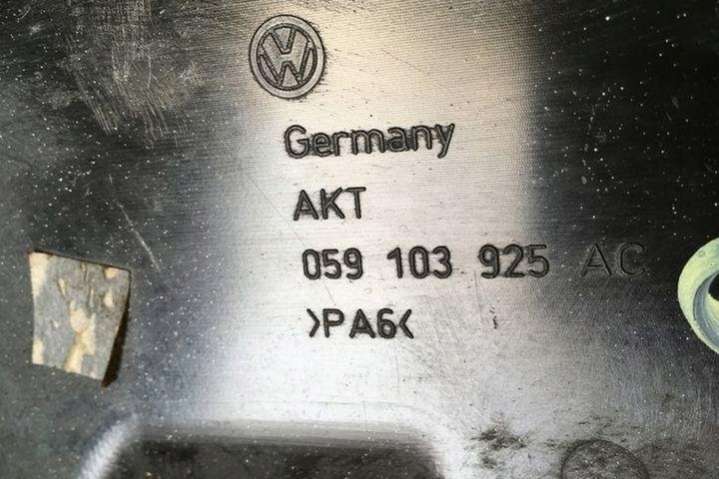 Germany
AKT
059 103 925 AC
>PA6<